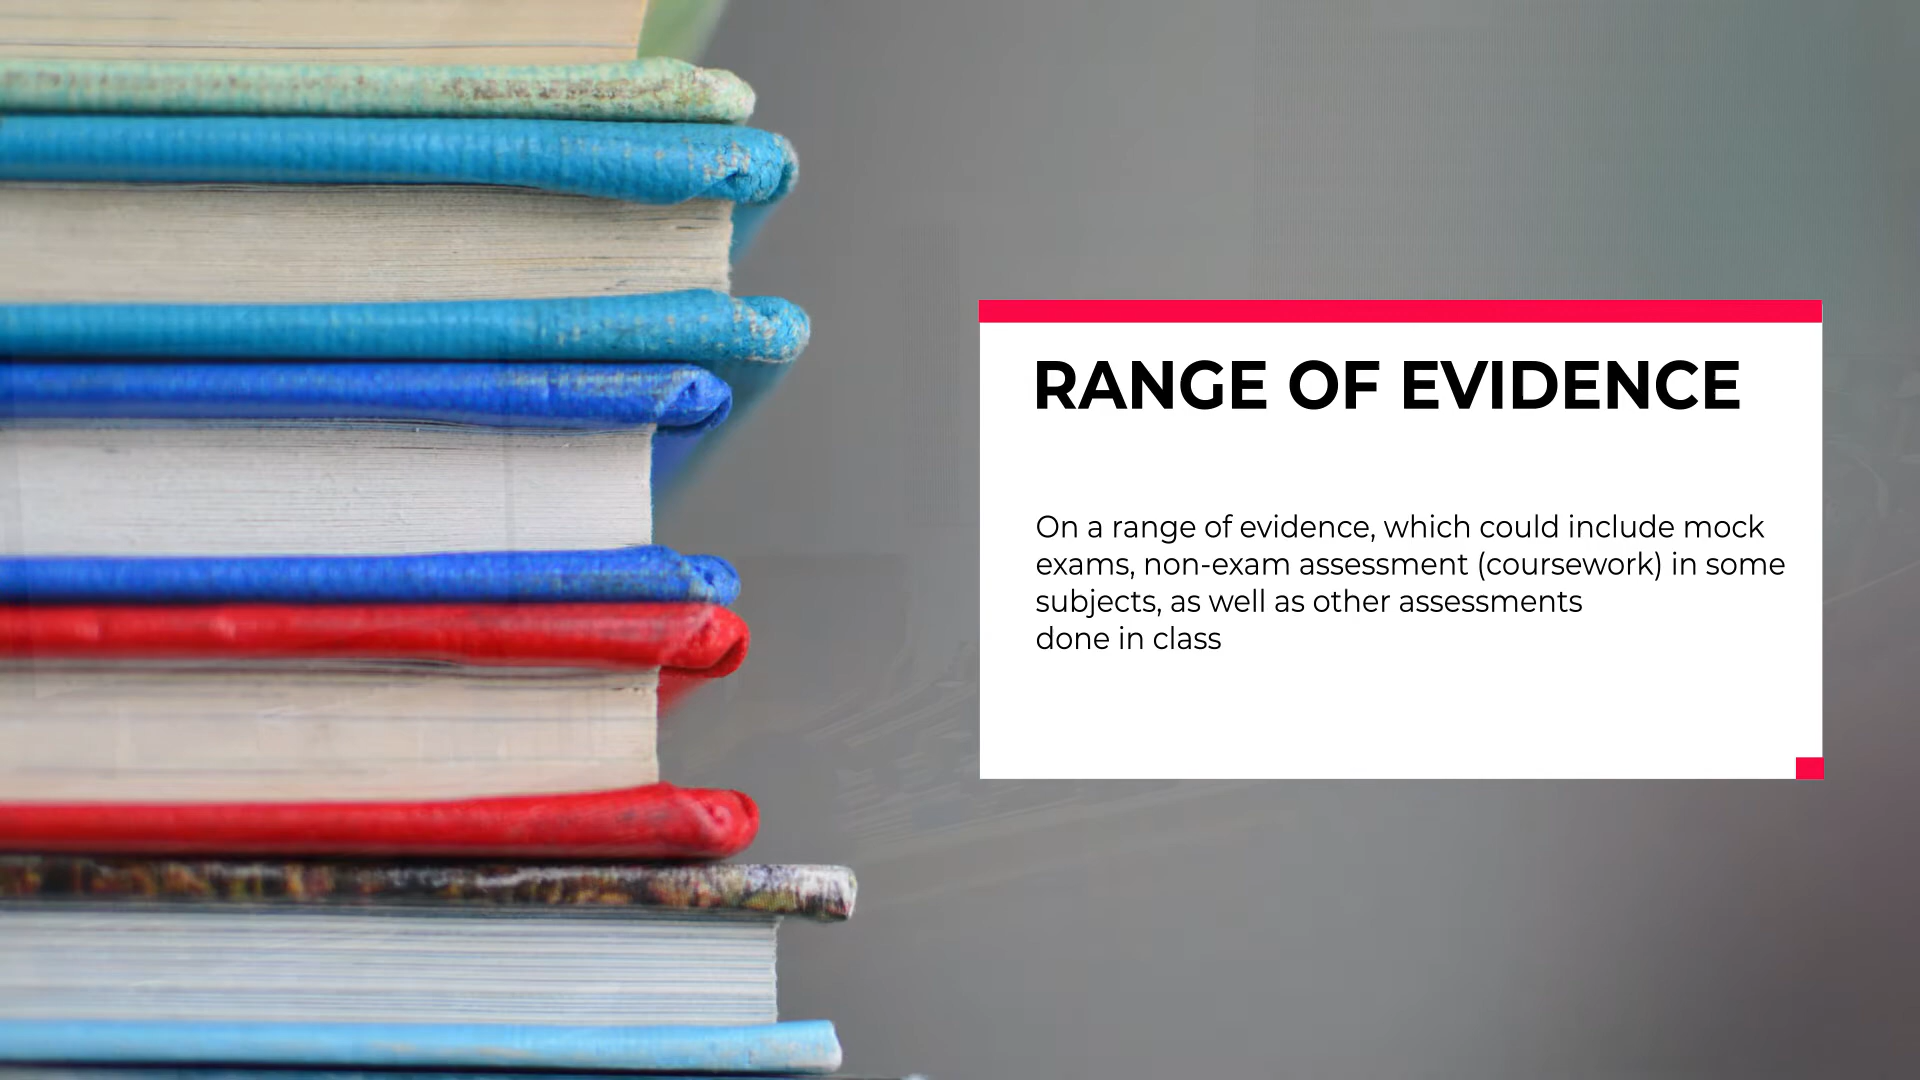 RANGE OF EVIDENCE
On a range of evidence, which could include mock
exams, non-exam assessment (coursework) in some
subjects, as well as other assessments
done in class